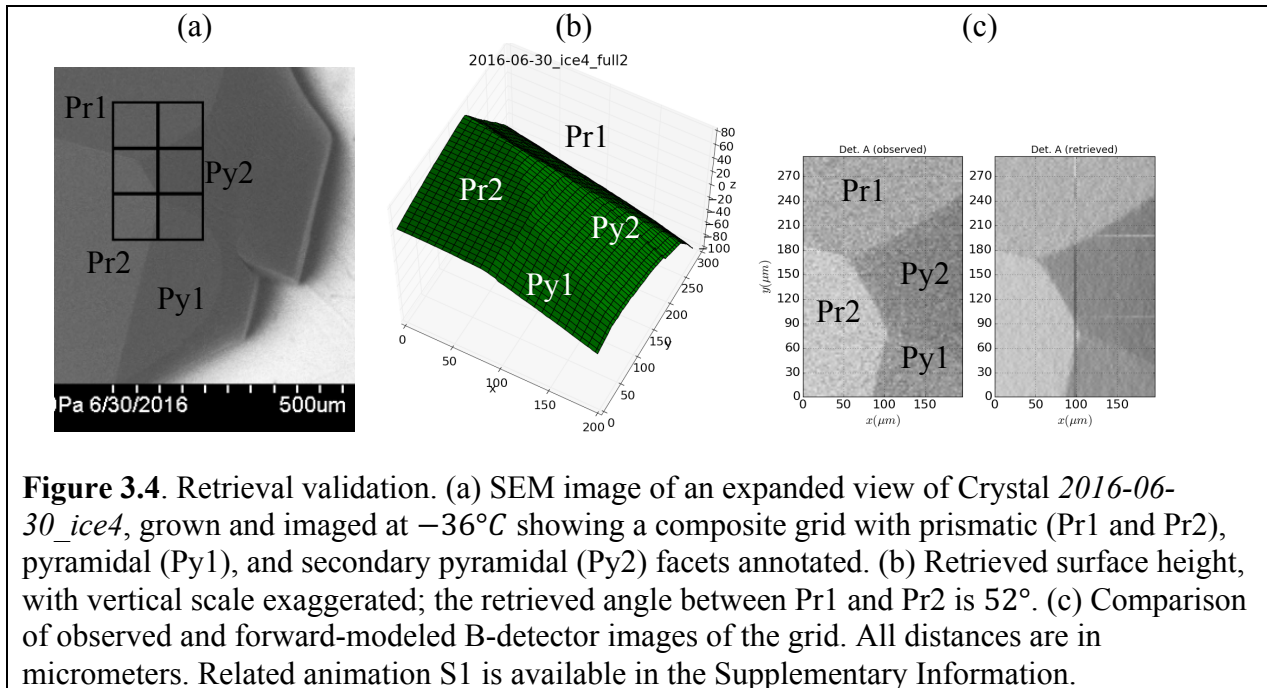 (a)
(b)
(c)
Pr1
Py2
Pr2
Py1
Pa 6/30/2016 500um
2016-06-30_ice4_full2
Pr1
Pr2
Py2
Py1
80
60
40
20
0
−20
−40
−60
−80
−100
z
300
250
200
150
100
50
0
y
0
50
100
150
200
x
Det. A (observed)
Det. A (retrieved)
270
240
210
180
150
120
90
60
30
0
y(μm)
Pr1
Py2
Pr2
Py1
0 50 100 150
x(μm)
270
240
210
180
150
120
90
60
30
0
0 50 100 150
x(μm)
Figure 3.4. Retrieval validation. (a) SEM image of an expanded view of Crystal 2016-06-
30_ice4, grown and imaged at −36°C showing a composite grid with prismatic (Pr1 and Pr2),
pyramidal (Py1), and secondary pyramidal (Py2) facets annotated. (b) Retrieved surface height,
with vertical scale exaggerated; the retrieved angle between Pr1 and Pr2 is 52°. (c) Comparison
of observed and forward-modeled B-detector images of the grid. All distances are in
micrometers. Related animation S1 is available in the Supplementary Information.